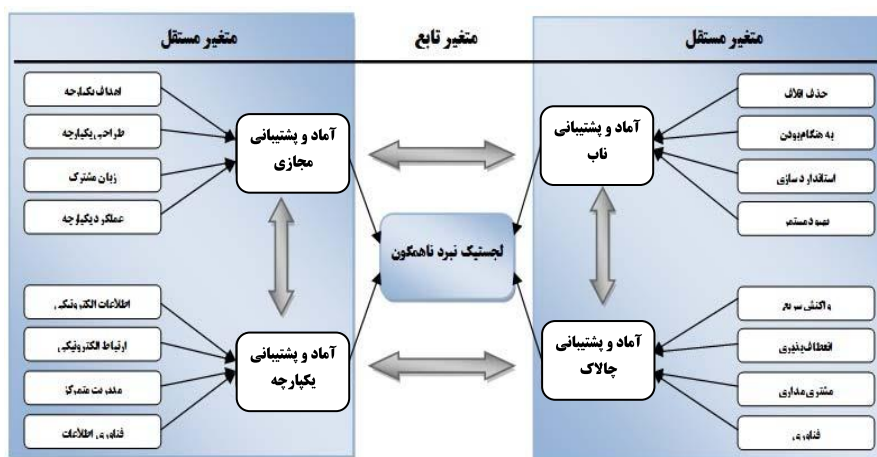 متغیر مستقل
متغیر تابع
متغیر مستقل
حذف اتلاف
به هنگام بودن
استاندارد سازی
بهبود مستمر
آماد و پشتیبانی
ناب
واکنش سریع
انعطاف پذیری
مشتری مداری
فناوری
آماد و پشتیبانی
چالاک
لجستیک نبرد ناهمگون
آماد و پشتیبانی
مجازی
اهداف یکپارچه
طراحی یکپارچه
زبان مشترک
عملکرد یکپارچه
آماد و پشتیبانی
یکپارچه
اطلاعات الکترونیکی
ارتباط الکترونیکی
مدیریت متمرکز
فناوری اطلاعات